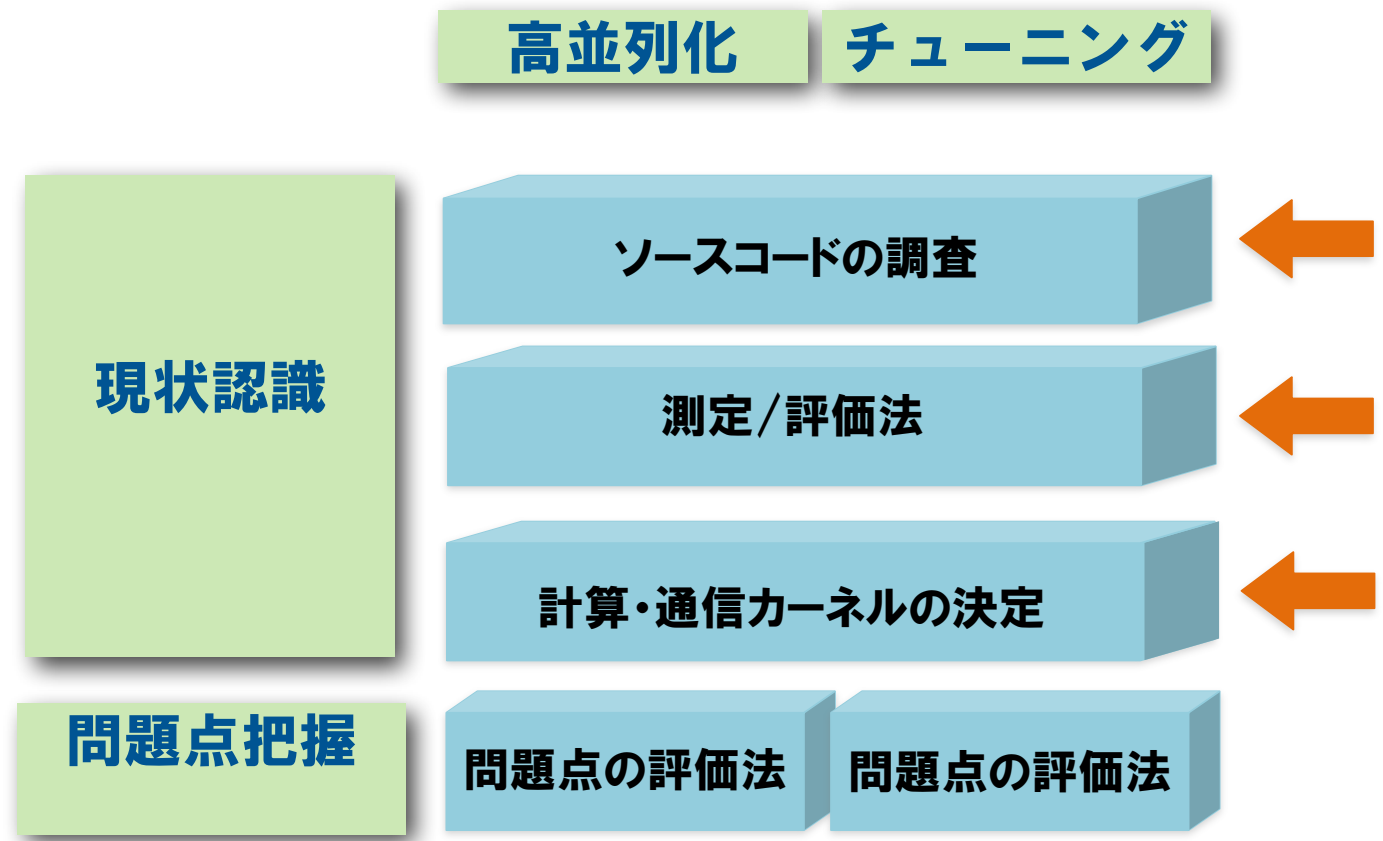 高並列化
チューニング
現状認識
ソースコードの調査
測定/評価法
計算・通信カーネルの決定
問題点把握
問題点の評価法
問題点の評価法